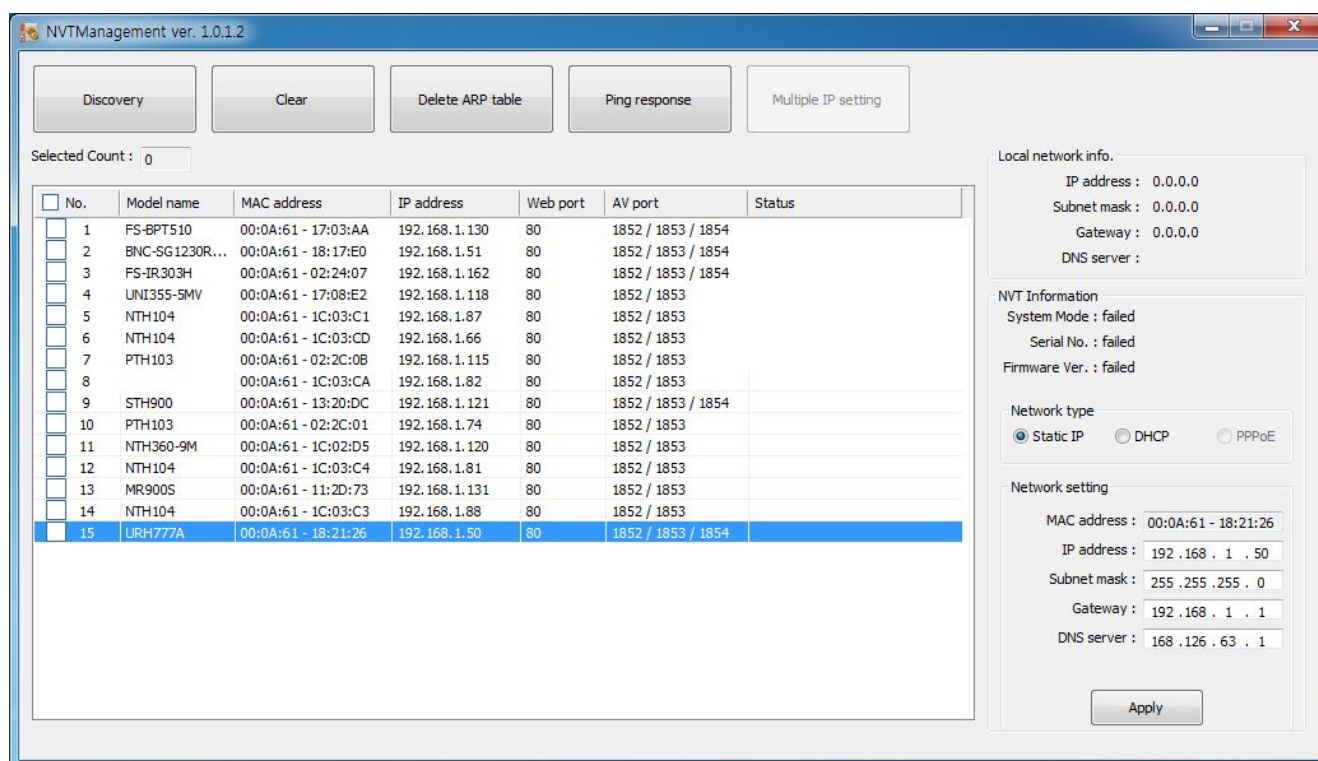 NVTManagement ver. 1.0.1.2
Discovery Clear Delete ARP table Ping response Multiple IP setting
Selected Count : 0
No. Model name MAC address IP address Web port AV port Status
1 FS-BPT510 00:0A:61 - 17:03:AA 192.168.1.130 80 1852 / 1853 / 1854
2 BNC-SG1230R... 00:0A:61 - 18:17:E0 192.168.1.51 80 1852 / 1853 / 1854
3 FS-IR303H 00:0A:61 - 02:24:07 192.168.1.162 80 1852 / 1853 / 1854
4 UNI355-5MV 00:0A:61 - 17:08:E2 192.168.1.118 80 1852 / 1853
5 NTH104 00:0A:61 - 1C:03:C1 192.168.1.87 80 1852 / 1853
6 NTH104 00:0A:61 - 1C:03:CD 192.168.1.66 80 1852 / 1853
7 PTH103 00:0A:61 - 02:2C:0B 192.168.1.115 80 1852 / 1853
8 00:0A:61 - 1C:03:CA 192.168.1.82 80 1852 / 1853
9 STH900 00:0A:61 - 13:20:DC 192.168.1.121 80 1852 / 1853 / 1854
10 PTH103 00:0A:61 - 02:2C:01 192.168.1.74 80 1852 / 1853
11 NTH360-9M 00:0A:61 - 1C:02:D5 192.168.1.120 80 1852 / 1853
12 NTH104 00:0A:61 - 1C:03:C4 192.168.1.81 80 1852 / 1853
13 MR900S 00:0A:61 - 11:2D:73 192.168.1.131 80 1852 / 1853
14 NTH104 00:0A:61 - 1C:03:C3 192.168.1.88 80 1852 / 1853
15 URH777A 00:0A:61 - 18:21:26 192.168.1.50 80 1852 / 1853 / 1854
Local network info.
IP address : 0.0.0.0
Subnet mask : 0.0.0.0
Gateway : 0.0.0.0
DNS server :
NVT Information
System Mode : failed
Serial No. : failed
Firmware Ver. : failed
Network type
Static IP DHCP PPPoE
Network setting
MAC address : 00:0A:61 - 18:21:26
IP address : 192 .168 . 1 . 50
Subnet mask : 255 .255 .255 . 0
Gateway : 192 .168 . 1 . 1
DNS server : 168 .126 . 63 . 1
Apply